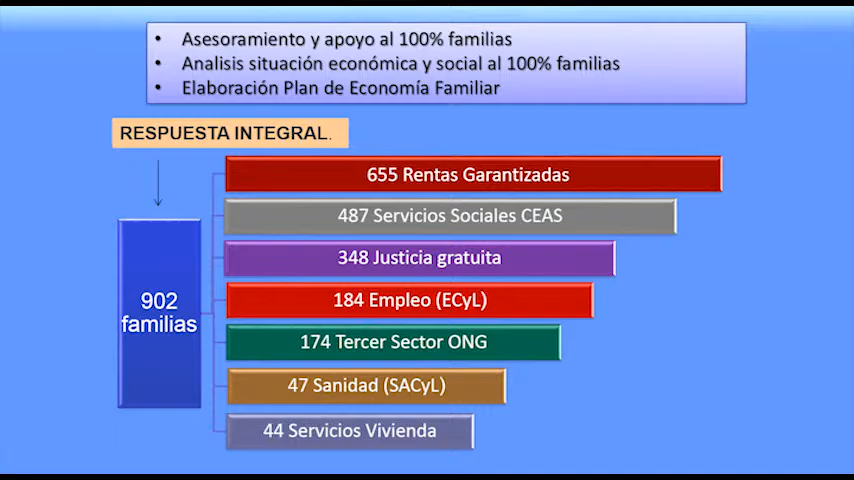 • Asesoramiento y apoyo al 100% familias
• Analisis situación económica y social al 100% familias
• Elaboración Plan de Economía Familiar
RESPUESTA INTEGRAL.
902
familias
655 Rentas Garantizadas
487 Servicios Sociales CEAS
348 Justicia gratuita
184 Empleo (ECyL)
174 Tercer Sector ONG
47 Sanidad (SACyL)
44 Servicios Vivienda